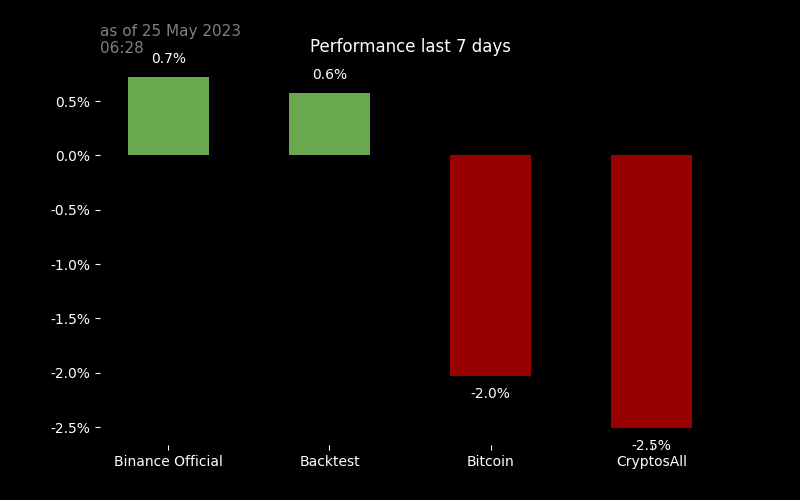 as of 25 May 2023
06:28
Performance last 7 days
0.7%
0.6%
0.5%
0.0%
-0.5%
-1.0%
-1.5%
-2.0%
-2.5%
-2.0%
-2.5%
Binance Official
Backtest
Bitcoin
CryptosAll